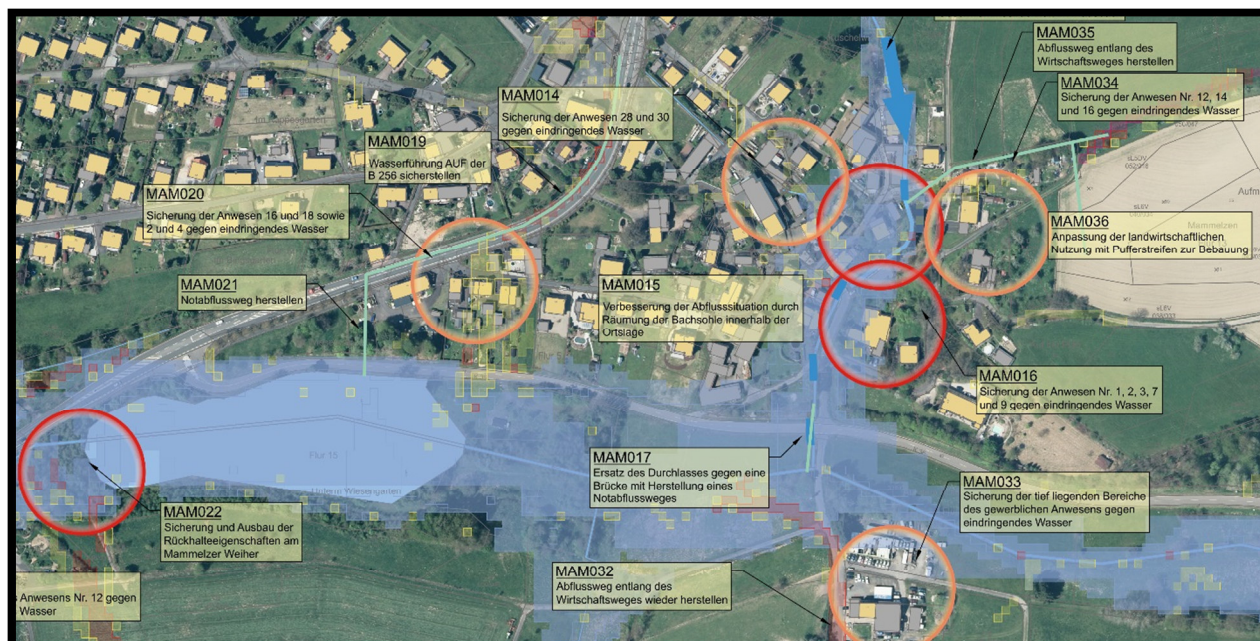 MAM035
Abflussweg entlang des
Wirtschaftsweges herstellen
MAM034
Sicherung der Anwesen Nr. 12, 14
und 16 gegen eindringendes Wasser
MAM014
Sicherung der Anwesen 28 und 30
gegen eindringendes Wasser
MAM019
Wasserführung AUF der
B 256 sicherstellen
MAM020
Sicherung der Anwesen 16 und 18 sowie
2 und 4 gegen eindringendes Wasser
MAM036
Anpassung der landwirtschaftlichen
Nutzung mit Pufferstreifen zur Bebauung
Mammelzen
MAM021
Notabflussweg herstellen
MAM015
Verbesserung der Abflusssituation durch
Räumung der Bachsohle innerhalb der
Ortslage
MAM016
Sicherung der Anwesen Nr. 1, 2, 3, 7
und 9 gegen eindringendes Wasser
Flur 15
MAM017
Ersatz des Durchlasses gegen eine
Brücke mit Herstellung eines
Notabflussweges
MAM033
Sicherung der tief liegenden Bereiche
des gewerblichen Anwesens gegen
eindringendes Wasser
MAM022
Sicherung und Ausbau der
Rückhalteeigenschaften am
Mammelzer Weiher
MAM032
Abflussweg entlang des
Wirtschaftsweges wieder herstellen
Anwesens Nr. 12 gegen
Wasser